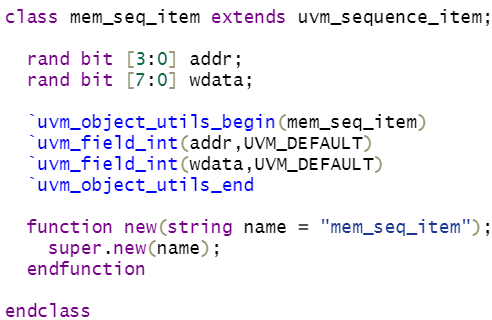 class mem_seq_item extends uvm_sequence_item;
rand bit [3:0] addr;
rand bit [7:0] wdata;
`uvm_object_utils_begin(mem_seq_item)
`uvm_field_int(addr,UVM_DEFAULT)
`uvm_field_int(wdata,UVM_DEFAULT)
`uvm_object_utils_end
function new(string name = "mem_seq_item");
super.new(name);
endfunction
endclass